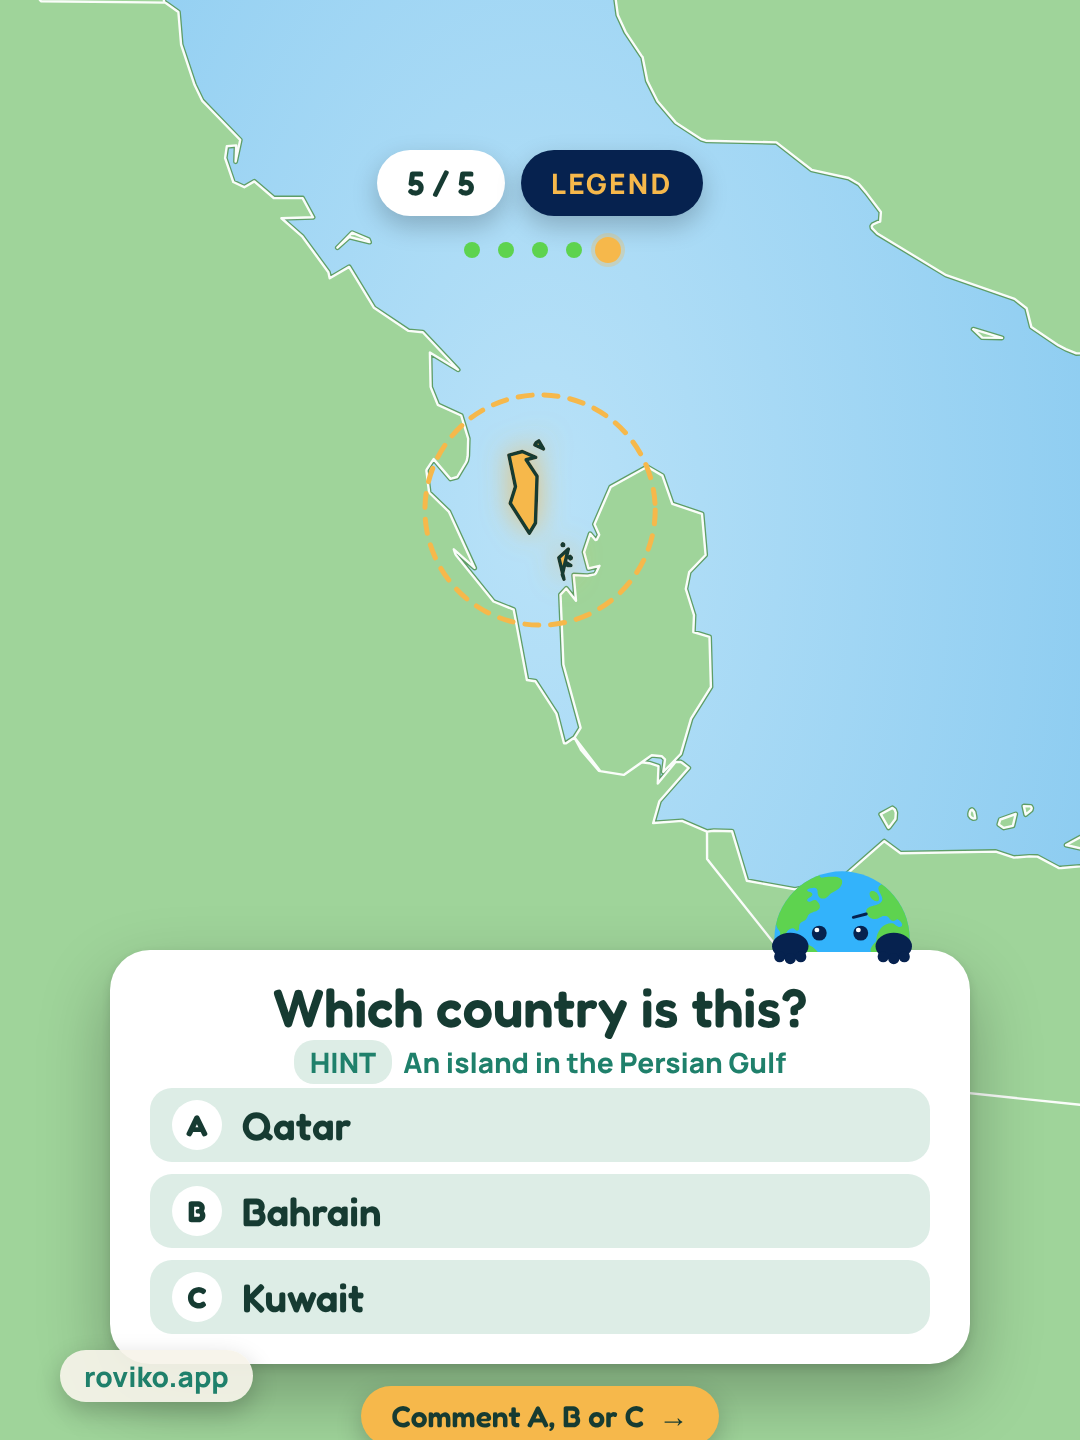 5 / 5
LEGEND
Which country is this?
HINT An island in the Persian Gulf
A Qatar
B Bahrain
C Kuwait
roviko.app
Comment A, B or C →